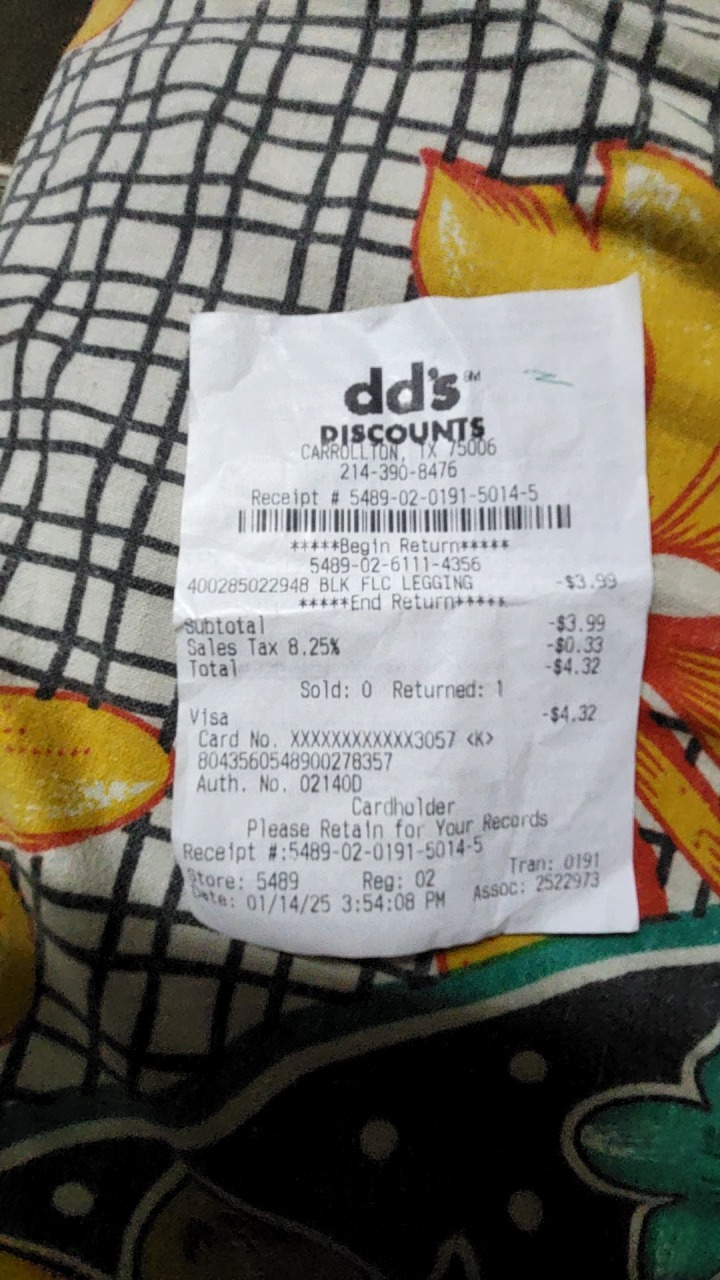 dd's SM
DISCOUNTS
CARROLLTON, TX 75006
214-390-8476
Receipt # 5489-02-0191-5014-5
*****Begin Return*****
5489-02-6111-4356
400285022948 BLK FLC LEGGING -$3.99
*****End Return*****
Subtotal -$3.99
Sales Tax 8.25% -$0.33
Total -$4.32
Sold: 0 Returned: 1
Visa -$4.32
Card No. XXXXXXXXXXXX3057 <K>
8043560548900278357
Auth. No. 02140D
Cardholder
Please Retain for Your Records
Receipt #:5489-02-0191-5014-5
Tran: 0191
Store: 5489 Reg: 02
Assoc: 2522973
Date: 01/14/25 3:54:08 PM